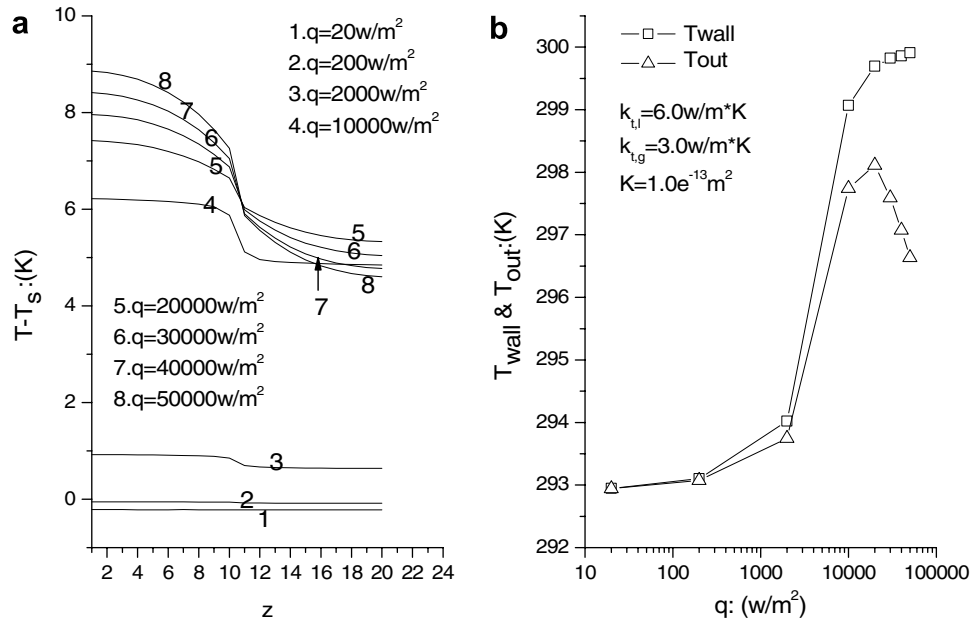 a
10
8
6
4
2
0
T-Ts:(K)
1.q=20w/m²
2.q=200w/m²
3.q=2000w/m²
4.q=10000w/m²
8
7
6
5
4
5
6
7
8
5.q=20000w/m²
6.q=30000w/m²
7.q=40000w/m²
8.q=50000w/m²
3
2
1
2 4 6 8 10 12 14 16 18 20 22 24
z
b
300
299
298
297
296
295
294
293
292
T_wall & T_out:(K)
Twall
Tout
k_t,l=6.0w/m*K
k_t,g=3.0w/m*K
K=1.0e⁻¹³m²
10 100 1000 10000 100000
q: (w/m²)